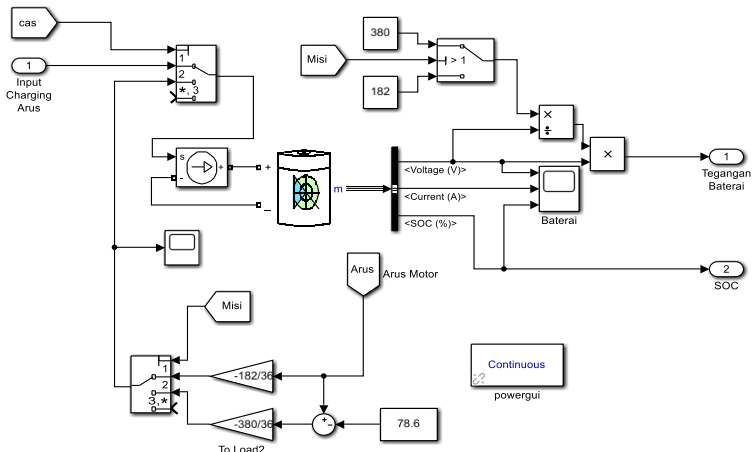 cas
1
Input
Charging
Arus
1
2
*, 3
s
+
-
+
_
m
Misi
380
182
> 1
×
÷
×
<Voltage (V)>
<Current (A)>
<SOC (%)>
Baterai
1
Tegangan
Baterai
2
SOC
Arus
Arus Motor
Misi
1
2
3,*
-182/36
-380/36
To Load2
+
-
78.6
Continuous
powergui